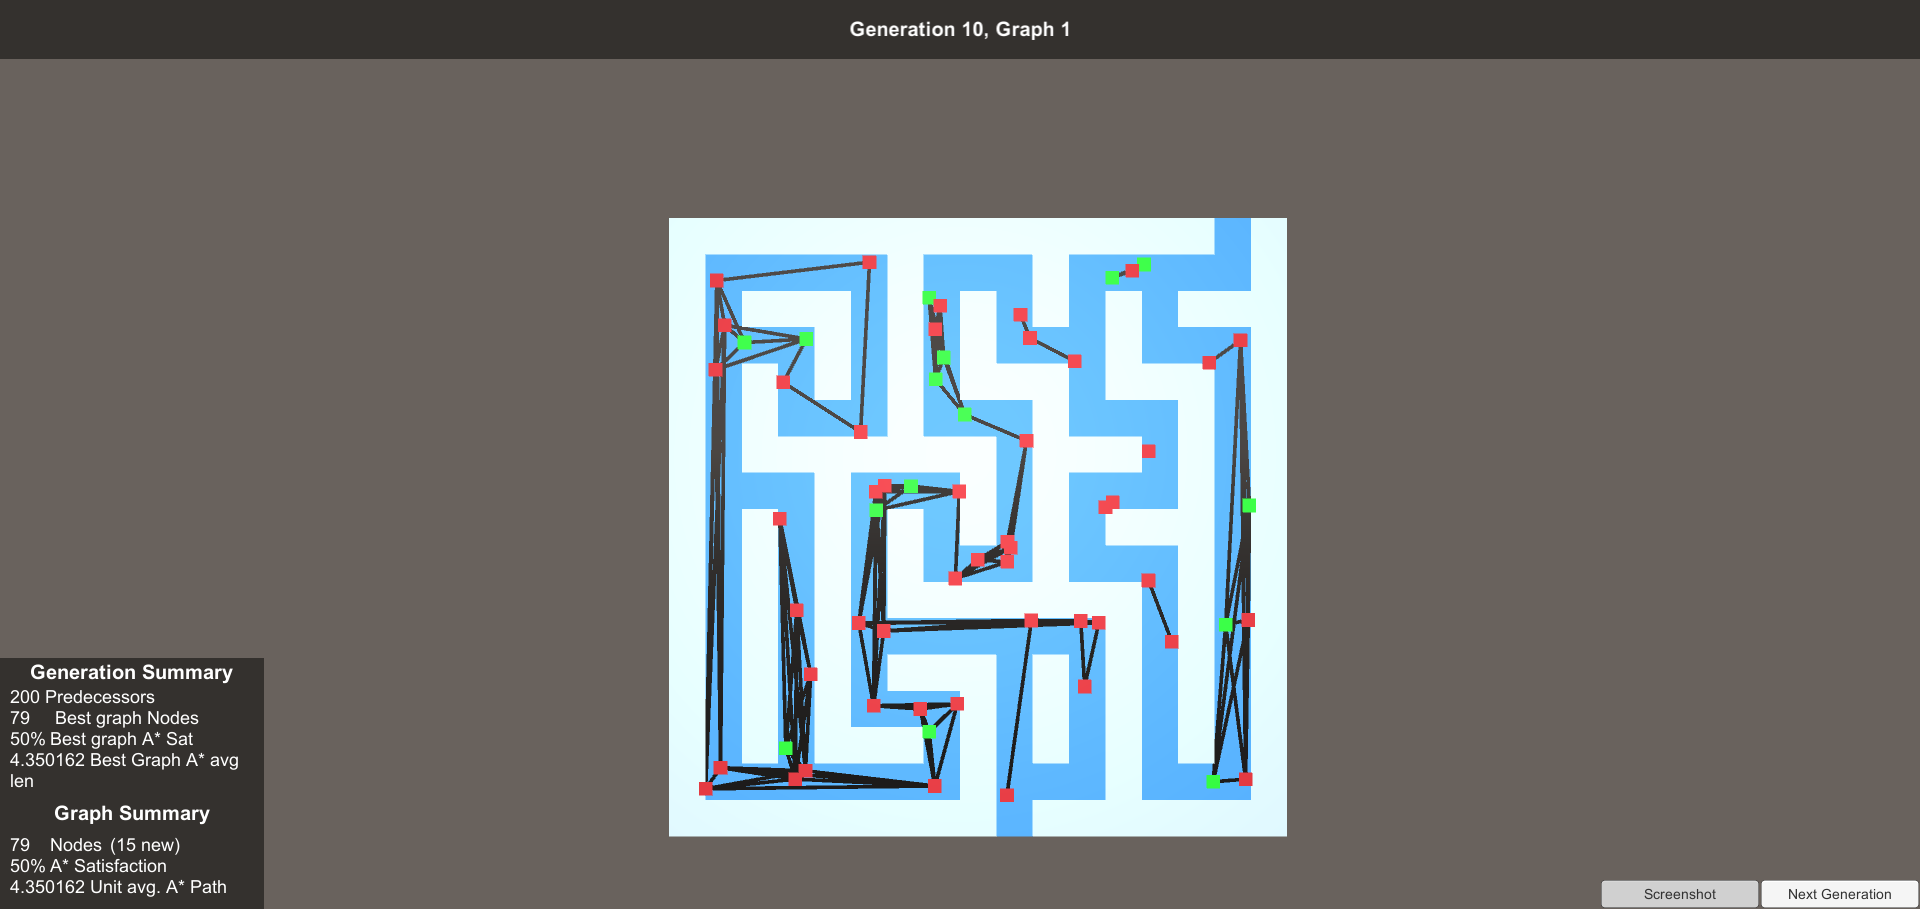 Generation 10, Graph 1
Generation Summary
200 Predecessors
79 Best graph Nodes
50% Best graph A* Sat
4.350162 Best Graph A* avg
len
Graph Summary
79 Nodes (15 new)
50% A* Satisfaction
4.350162 Unit avg. A* Path
Screenshot
Next Generation